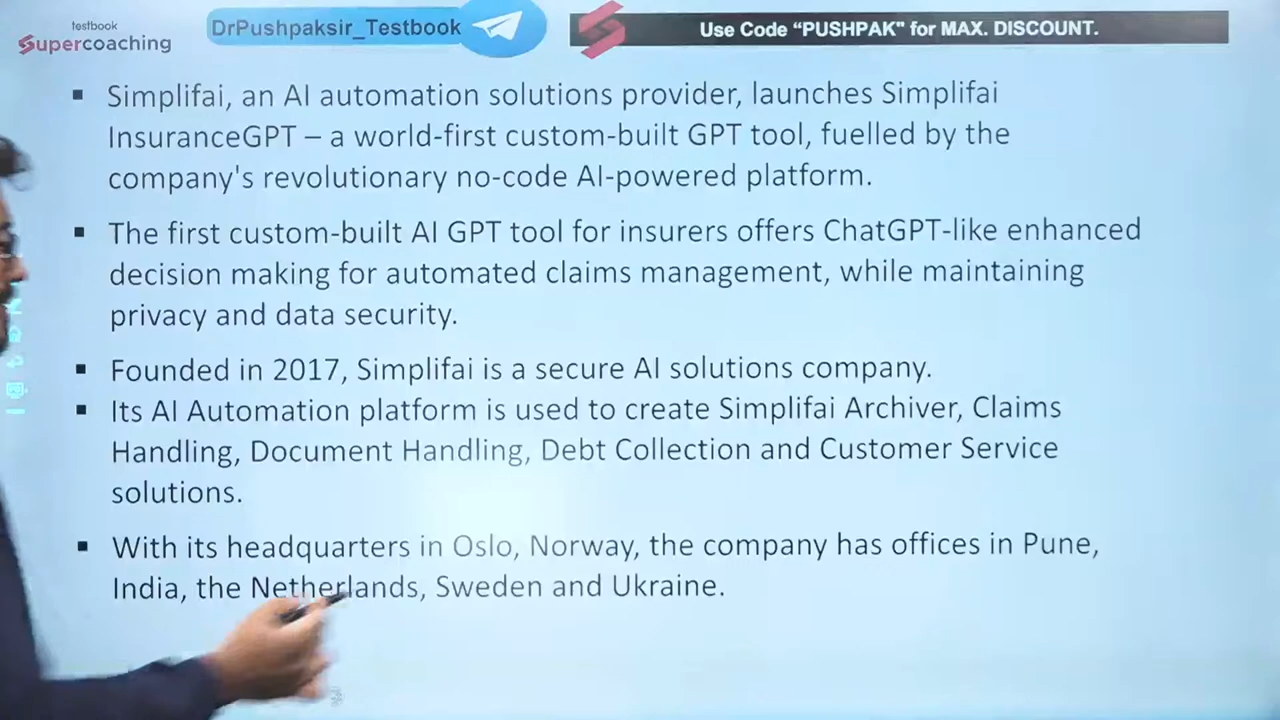 testbook
Supercoaching
DrPushpaksir_Testbook
Use Code “PUSHPAK" for MAX. DISCOUNT.
▪ Simplifai, an AI automation solutions provider, launches Simplifai
InsuranceGPT – a world-first custom-built GPT tool, fuelled by the
company's revolutionary no-code AI-powered platform.
▪ The first custom-built AI GPT tool for insurers offers ChatGPT-like enhanced
decision making for automated claims management, while maintaining
privacy and data security.
▪ Founded in 2017, Simplifai is a secure AI solutions company.
▪ Its AI Automation platform is used to create Simplifai Archiver, Claims
Handling, Document Handling, Debt Collection and Customer Service
solutions.
▪ With its headquarters in Oslo, Norway, the company has offices in Pune,
India, the Netherlands, Sweden and Ukraine.